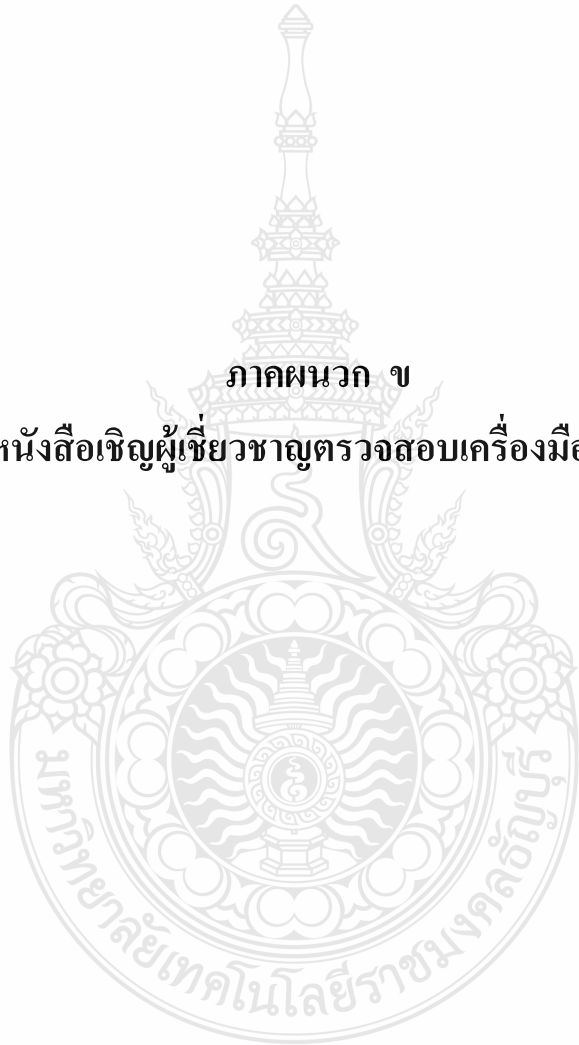 ภาคผนวก ข
หนังสือเชิญผู้เชี่ยวชาญตรวจสอบเครื่องมือ
มหาวิทยาลัยเทคโนโลยีราชมงคลธัญบุรี